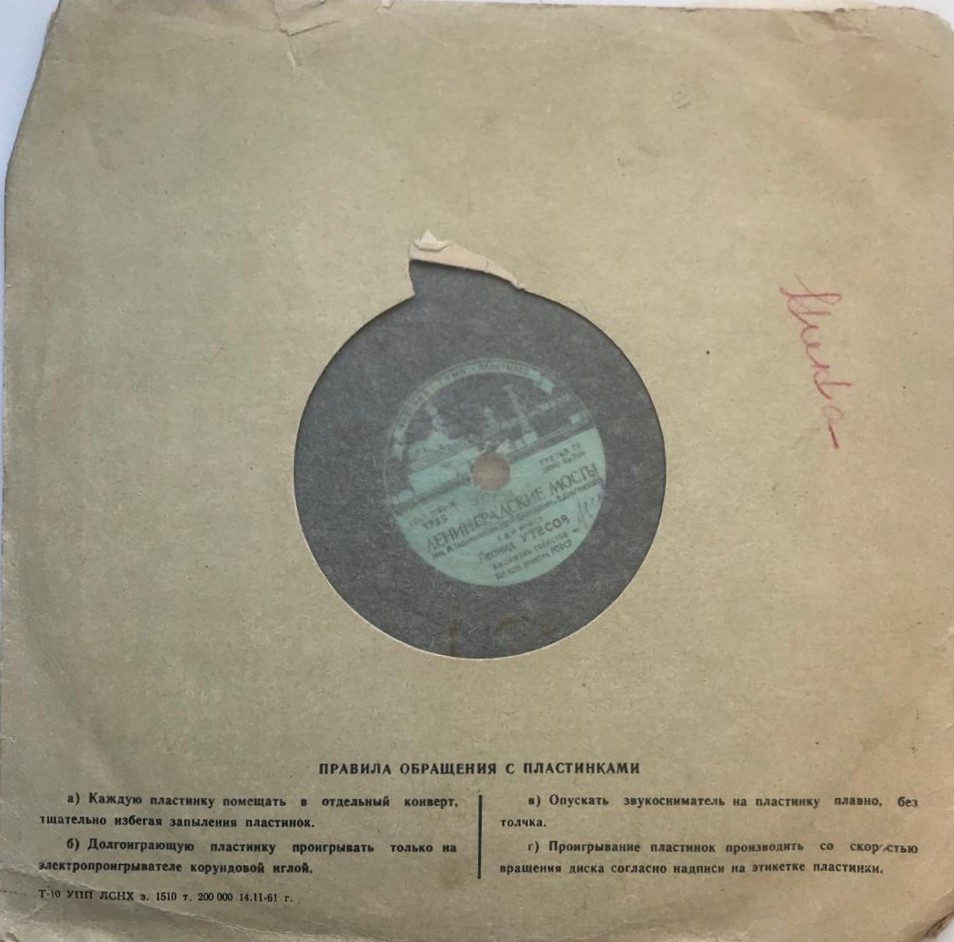 ТРЕТЬЯ ГР.
ЛЕНИНГРАДСКИЕ МОСТЫ
Леонид УТЕСОВ
ПРАВИЛА ОБРАЩЕНИЯ С ПЛАСТИНКАМИ
а) Каждую пластинку помещать в отдельный конверт,
тщательно избегая запыления пластинок.
б) Долгоиграющую пластинку проигрывать только на
электропроигрывателе корундовой иглой.
в) Опускать звукосниматель на пластинку плавно, без
толчка.
г) Проигрывание пластинок производить со скоростью
вращения диска согласно надписи на этикетке пластинки.
Т-10 УПП ЛСНХ з. 1510 т. 200 000 14.11-61 г.